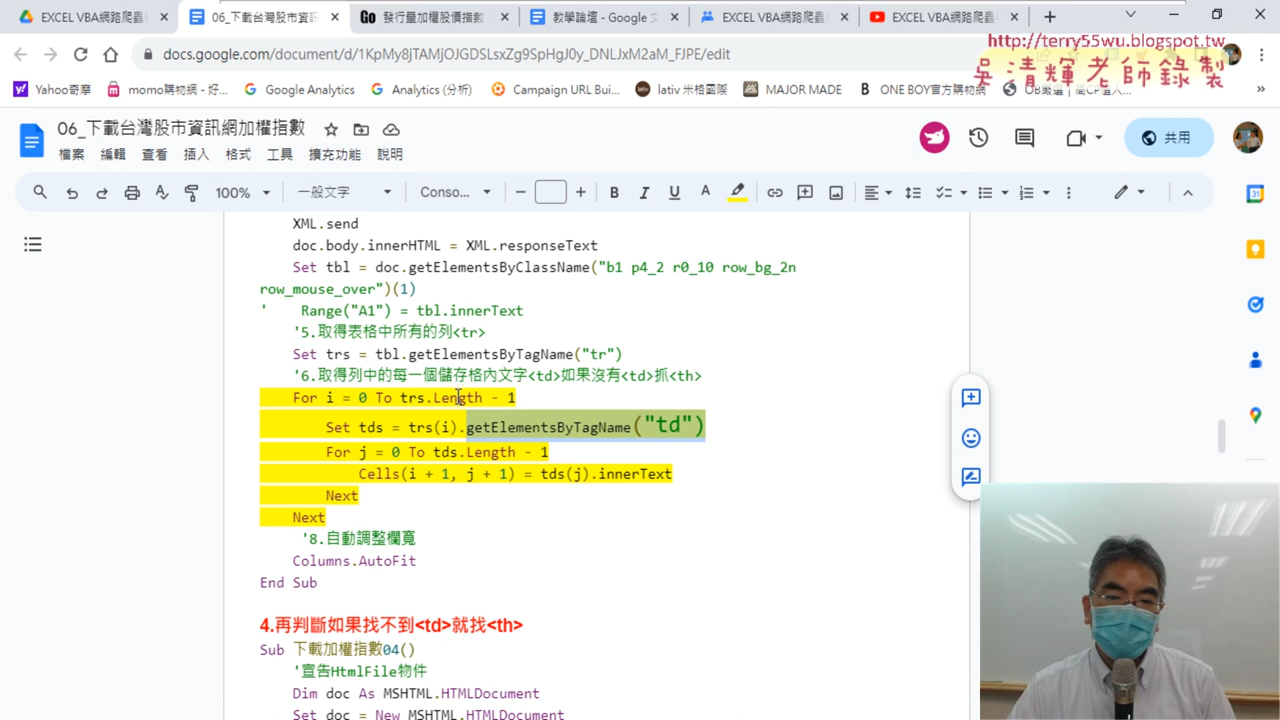 EXCEL VBA網路爬蟲
06_下載台灣股市資訊
發行量加權股價指數
教學論壇 - Google 文
EXCEL VBA網路爬蟲
EXCEL VBA網路爬蟲
docs.google.com/document/d/1KpMy8jTAMjOJGDSLsxZg9SpHgJ0y_DNLJxM2aM_FJPE/edit
http://terry55wu.blogspot.tw
吳清輝老師錄製
Yahoo奇摩
momo購物網 - 好...
Google Analytics
Analytics (分析)
Campaign URL Bui...
lativ 米格國際
MAJOR MADE
ONE BOY官方購物網
06_下載台灣股市資訊網加權指數
共用
檔案 編輯 查看 插入 格式 工具 擴充功能 說明
100% 一般文字 Conso...
XML.send
doc.body.innerHTML = XML.responseText
Set tbl = doc.getElementsByClassName("b1 p4_2 r0_10 row_bg_2n
row_mouse_over")(1)
' Range("A1") = tbl.innerText
'5.取得表格中所有的列<tr>
Set trs = tbl.getElementsByTagName("tr")
'6.取得列中的每一個儲存格內文字<td>如果沒有<td>抓<th>
For i = 0 To trs.Length - 1
Set tds = trs(i).getElementsByTagName("td")
For j = 0 To tds.Length - 1
Cells(i + 1, j + 1) = tds(j).innerText
Next
Next
'8.自動調整欄寬
Columns.AutoFit
End Sub
4.再判斷如果找不到<td>就找<th>
Sub 下載加權指數04()
'宣告HtmlFile物件
Dim doc As MSHTML.HTMLDocument
Set doc = New MSHTML.HTMLDocument